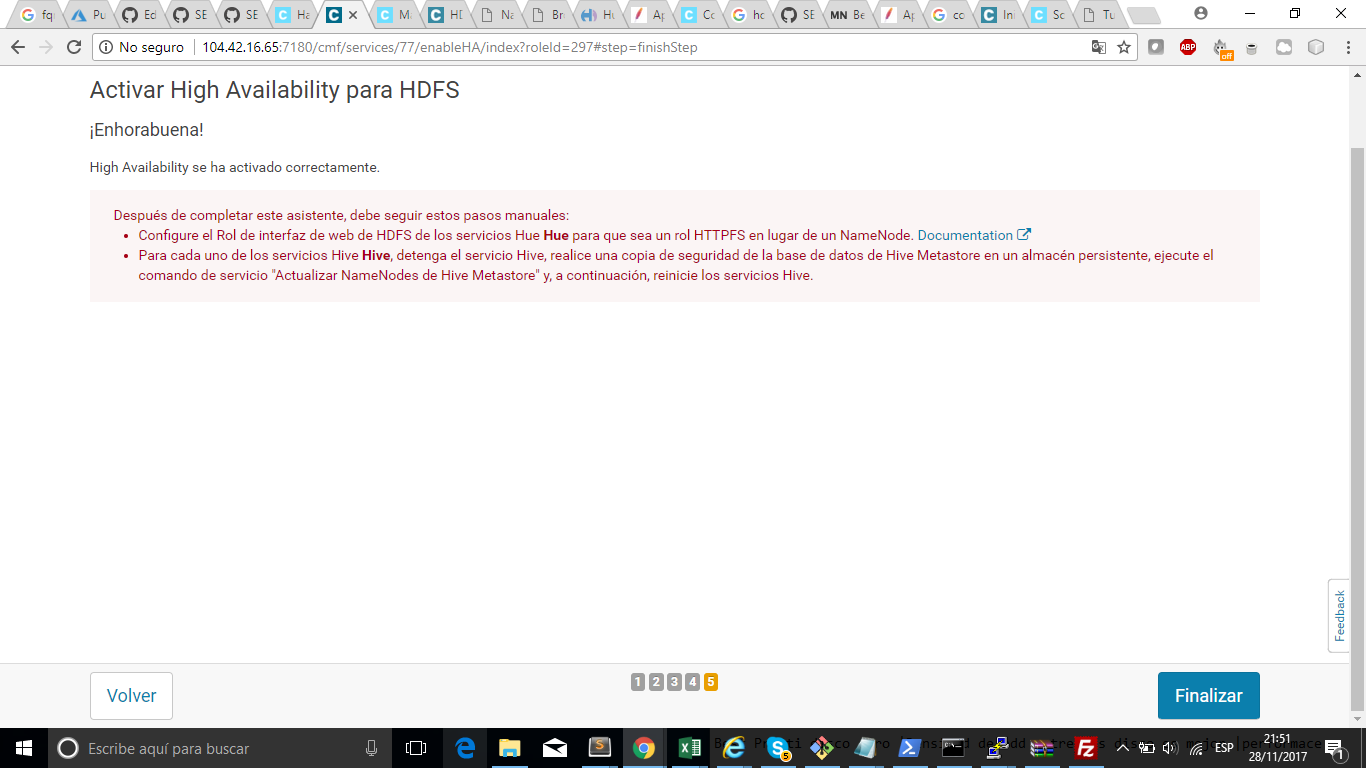 fq
Pu
Ed
SE
SE
Ha
C
M
HD
Na
Br
Hu
Ap
Co
ho
SE
MN Be
Ap
co
In
Sc
Tu
No seguro
104.42.16.65:7180/cmf/services/77/enableHA/index?roleId=297#step=finishStep
ABP
off
Activar High Availability para HDFS
¡Enhorabuena!
High Availability se ha activado correctamente.
Después de completar este asistente, debe seguir estos pasos manuales:
• Configure el Rol de interfaz de web de HDFS de los servicios Hue Hue para que sea un rol HTTPFS en lugar de un NameNode. Documentation
• Para cada uno de los servicios Hive Hive, detenga el servicio Hive, realice una copia de seguridad de la base de datos de Hive Metastore en un almacén persistente, ejecute el
comando de servicio "Actualizar NameNodes de Hive Metastore" y, a continuación, reinicie los servicios Hive.
Feedback
Volver
1 2 3 4 5
Finalizar
Escribe aquí para buscar
5
ESP
21:51
28/11/2017
1